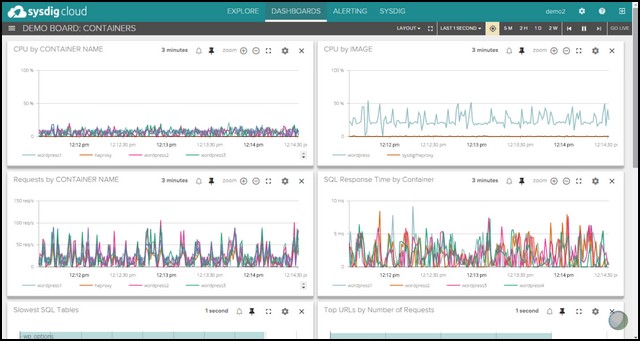 sysdig cloud EXPLORE DASHBOARDS ALERTING SYSDIG demo2
DEMO BOARD: CONTAINERS LAYOUT LAST 1 SECOND 5 M 2 H 1 D 2 W GO LIVE
CPU by CONTAINER NAME 3 minutes zoom
100 %
50 %
0 %
12:12 pm 12:12:30 pm 12:13 pm 12:13:30 pm 12:14 pm 12:14:30 pm
wordpress1 haproxy wordpress2 wordpress3
CPU by IMAGE 3 minutes zoom
100 %
50 %
0 %
12:12 pm 12:12:30 pm 12:13 pm 12:13:30 pm 12:14 pm 12:14:30 p
wordpress sysdig/haproxy
Requests by CONTAINER NAME 3 minutes zoom
150 req/s
100 req/s
50 req/s
0
12:12 pm 12:12:30 pm 12:13 pm 12:13:30 pm 12:14 pm 12:14:30 pm
wordpress1 haproxy wordpress2 wordpress3
SQL Response Time by Container 3 minutes zoom
10 ms
5 ms
0
12:12 pm 12:12:30 pm 12:13 pm 12:13:30 pm 12:14 pm 12:14:30 p
wordpress1 wordpress2 wordpress3 wordpress4
Slowest SQL Tables 1 second
wp_options
Top URLs by Number of Requests 1 second